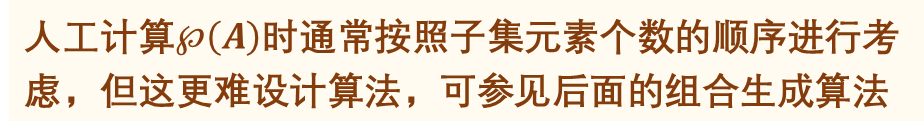 人工计算℘(A)时通常按照子集元素个数的顺序进行考
虑，但这更难设计算法，可参见后面的组合生成算法